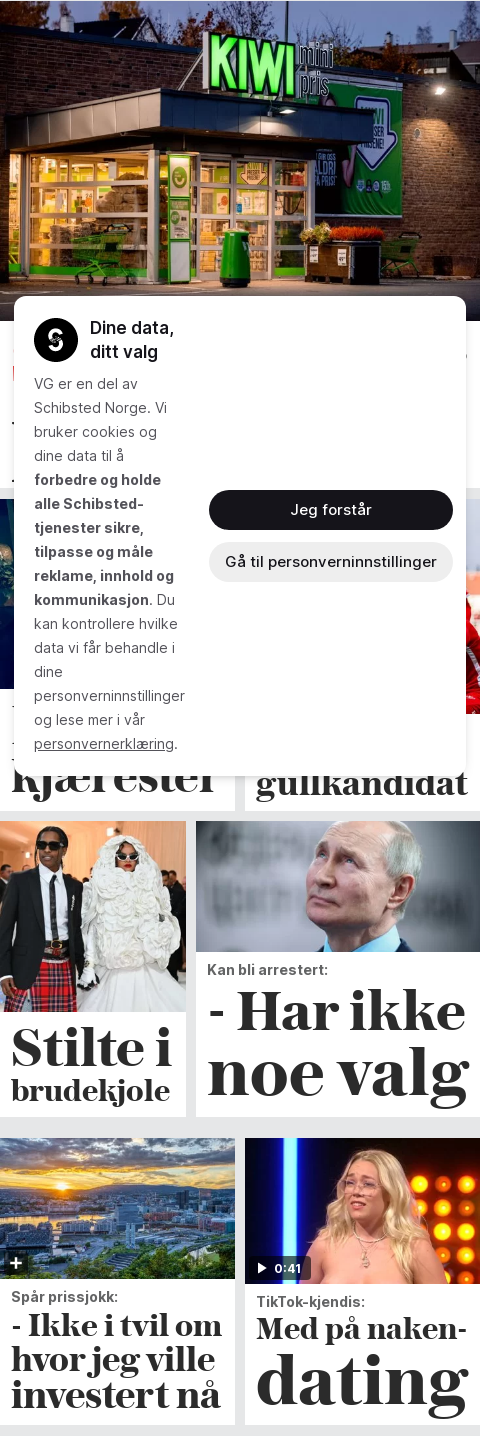 KIWI mini
pris
Dine data,
ditt valg
VG er en del av
Schibsted Norge. Vi
bruker cookies og
dine data til å
forbedre og holde
alle Schibsted-
tjenester sikre,
tilpasse og måle
reklame, innhold og
kommunikasjon. Du
kan kontrollere hvilke
data vi får behandle i
dine
personverninnstillinger
og lese mer i vår
personvernerklæring.
Jeg forstår
Gå til personverninnstillinger
kjærester
gullkandidat
Stilte i
brudekjole
Kan bli arrestert:
- Har ikke
noe valg
Spår prissjokk:
- Ikke i tvil om
hvor jeg ville
investert nå
0:41
TikTok-kjendis:
Med på naken-
dating